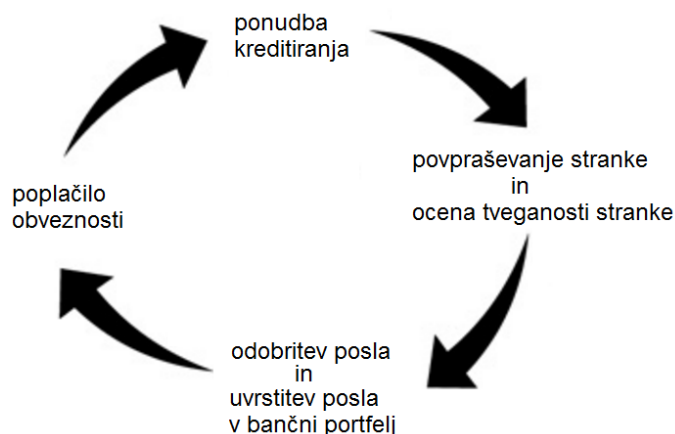 ponudba
kreditiranja
povpraševanje stranke
in
ocena tveganosti stranke
odobritev posla
in
uvrstitev posla
v bančni portfelj
poplačilo
obveznosti